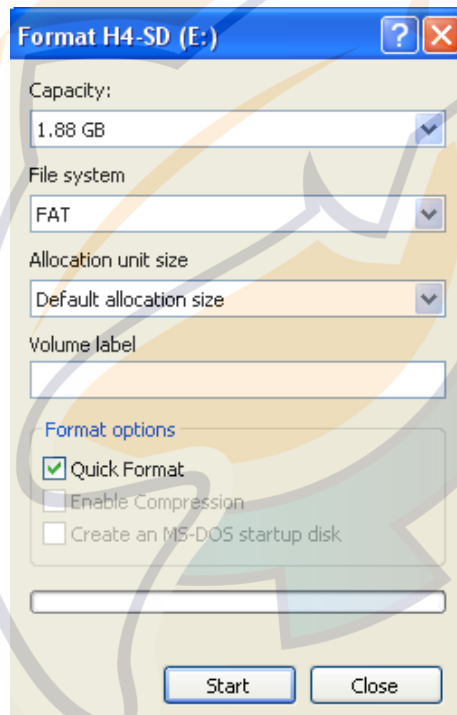 Format H4-SD (E:)
Capacity:
1.88 GB
File system
FAT
Allocation unit size
Default allocation size
Volume label
Format options
Quick Format
Enable Compression
Create an MS-DOS startup disk
Start Close